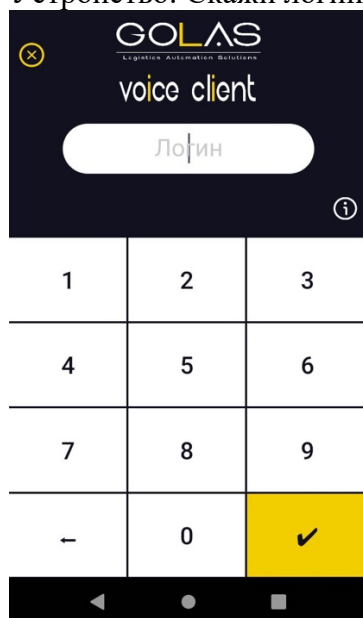 Устройство: Скажи логин
GOLAS
Logistics Automation Solutions
voice client
Логин
1 2 3
4 5 6
7 8 9
← 0 ✔